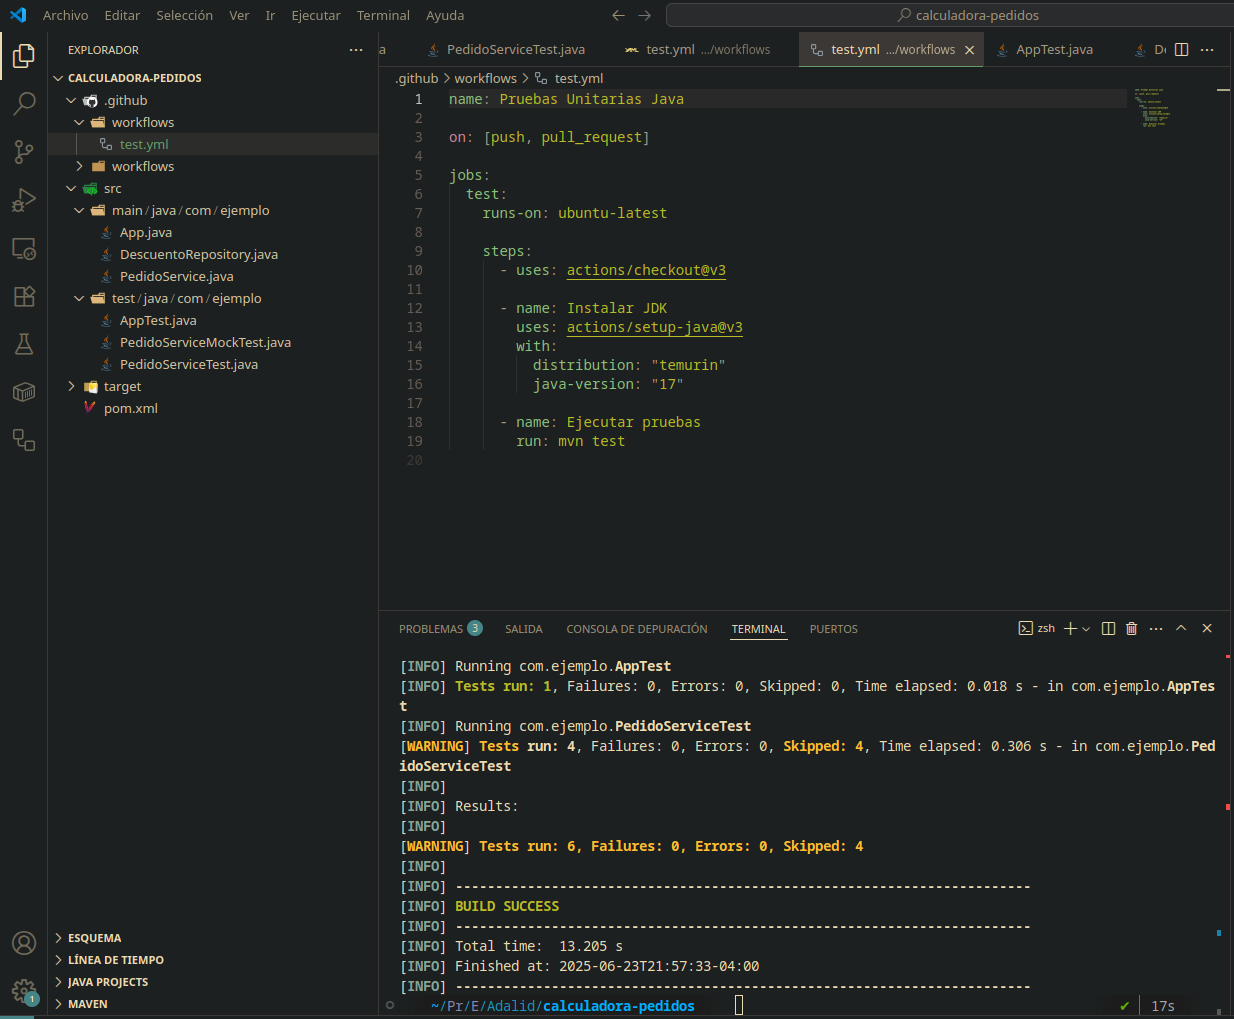 Archivo Editar Selección Ver Ir Ejecutar Terminal Ayuda calculadora-pedidos
EXPLORADOR
CALCULADORA-PEDIDOS
.github
workflows
test.yml
workflows
src
main / java / com / ejemplo
App.java
DescuentoRepository.java
PedidoService.java
test / java / com / ejemplo
AppTest.java
PedidoServiceMockTest.java
PedidoServiceTest.java
target
pom.xml
ESQUEMA
LÍNEA DE TIEMPO
JAVA PROJECTS
MAVEN
1
a PedidoServiceTest.java test.yml .../workflows test.yml .../workflows AppTest.java De
.github > workflows > test.yml
1 name: Pruebas Unitarias Java
2
3 on: [push, pull_request]
4
5 jobs:
6 test:
7 runs-on: ubuntu-latest
8
9 steps:
10 - uses: actions/checkout@v3
11
12 - name: Instalar JDK
13 uses: actions/setup-java@v3
14 with:
15 distribution: "temurin"
16 java-version: "17"
17
18 - name: Ejecutar pruebas
19 run: mvn test
20
PROBLEMAS 3 SALIDA CONSOLA DE DEPURACIÓN TERMINAL PUERTOS zsh
[INFO] Running com.ejemplo.AppTest
[INFO] Tests run: 1, Failures: 0, Errors: 0, Skipped: 0, Time elapsed: 0.018 s - in com.ejemplo.AppTes
t
[INFO] Running com.ejemplo.PedidoServiceTest
[WARNING] Tests run: 4, Failures: 0, Errors: 0, Skipped: 4, Time elapsed: 0.306 s - in com.ejemplo.Ped
idoServiceTest
[INFO]
[INFO] Results:
[INFO]
[WARNING] Tests run: 6, Failures: 0, Errors: 0, Skipped: 4
[INFO]
[INFO] ------------------------------------------------------------------------
[INFO] BUILD SUCCESS
[INFO] ------------------------------------------------------------------------
[INFO] Total time:  13.205 s
[INFO] Finished at: 2025-06-23T21:57:33-04:00
[INFO] ------------------------------------------------------------------------
~/Pr/E/Adalid/calculadora-pedidos ✔ 17s